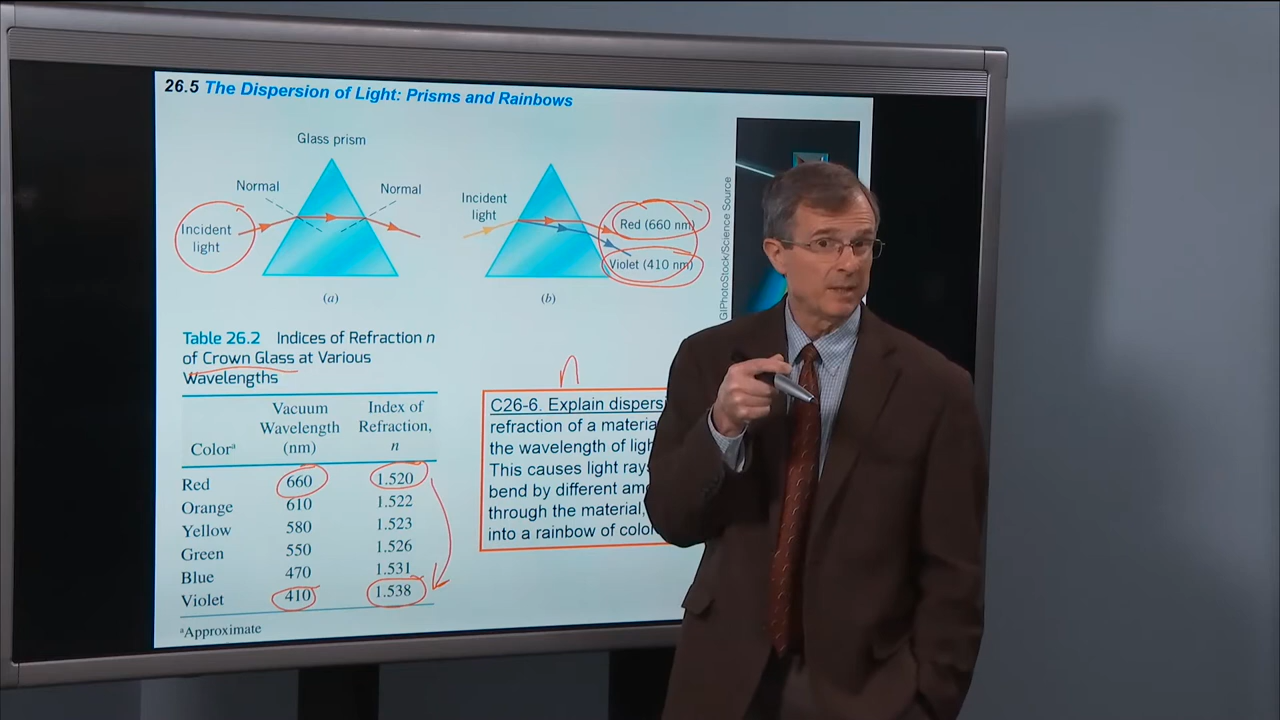 26.5 The Dispersion of Light: Prisms and Rainbows
Glass prism
Normal
Normal
Incident
light
(a)
Incident
light
Red (660 nm)
Violet (410 nm)
(b)
GIPhotoStock/Science Source
Table 26.2 Indices of Refraction n
of Crown Glass at Various
Wavelengths
Colorᵃ
Vacuum
Wavelength
(nm)
Index of
Refraction,
n
Red 660 1.520
Orange 610 1.522
Yellow 580 1.523
Green 550 1.526
Blue 470 1.531
Violet 410 1.538
ᵃApproximate
n
C26-6. Explain dispersi
refraction of a materia
the wavelength of ligh
This causes light rays
bend by different am
through the material,
into a rainbow of color